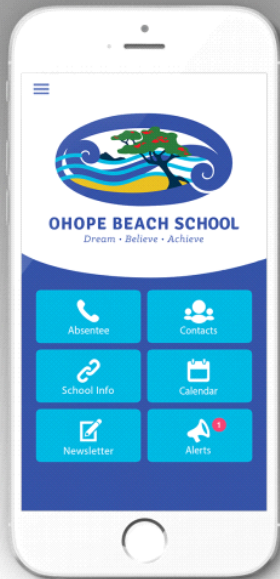 OHOPE BEACH SCHOOL
Dream • Believe • Achieve
Absentee
Contacts
School Info
Calendar
Newsletter
1
Alerts